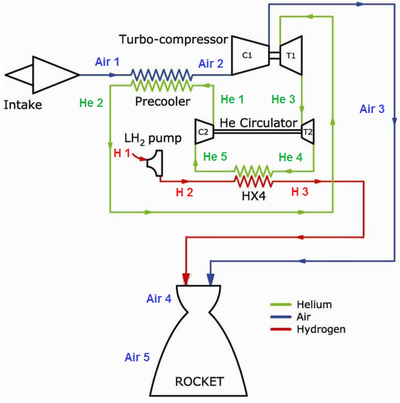 Turbo-compressor
C1
T1
Air 1
Air 2
Intake
Precooler
He 2
He 1
He 3
Air 3
LH2 pump
He Circulator
C2
T2
H 1
He 5
He 4
H 2
H 3
HX4
Air 4
Air 5
ROCKET
Helium
Air
Hydrogen